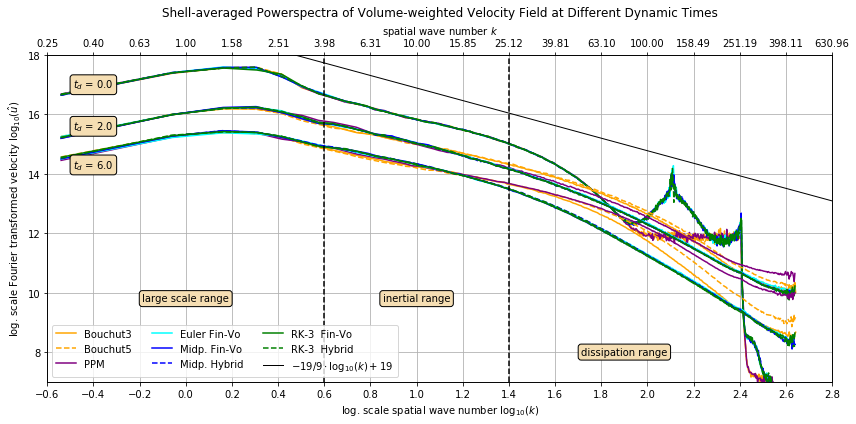 Shell-averaged Powerspectra of Volume-weighted Velocity Field at Different Dynamic Times
spatial wave number k
0.25 0.40 0.63 1.00 1.58 2.51 3.98 6.31 10.00 15.85 25.12 39.81 63.10 100.00 158.49 251.19 398.11 630.96
18
16
14
12
10
8
log. scale Fourier transformed velocity log₁₀(û)
t_d = 0.0
t_d = 2.0
t_d = 6.0
large scale range
inertial range
dissipation range
Bouchut3
Bouchut5
PPM
Euler Fin-Vo
Midp. Fin-Vo
Midp. Hybrid
RK-3 Fin-Vo
RK-3 Hybrid
−19/9 · log₁₀(k) + 19
−0.6 −0.4 −0.2 0.0 0.2 0.4 0.6 0.8 1.0 1.2 1.4 1.6 1.8 2.0 2.2 2.4 2.6 2.8
log. scale spatial wave number log₁₀(k)